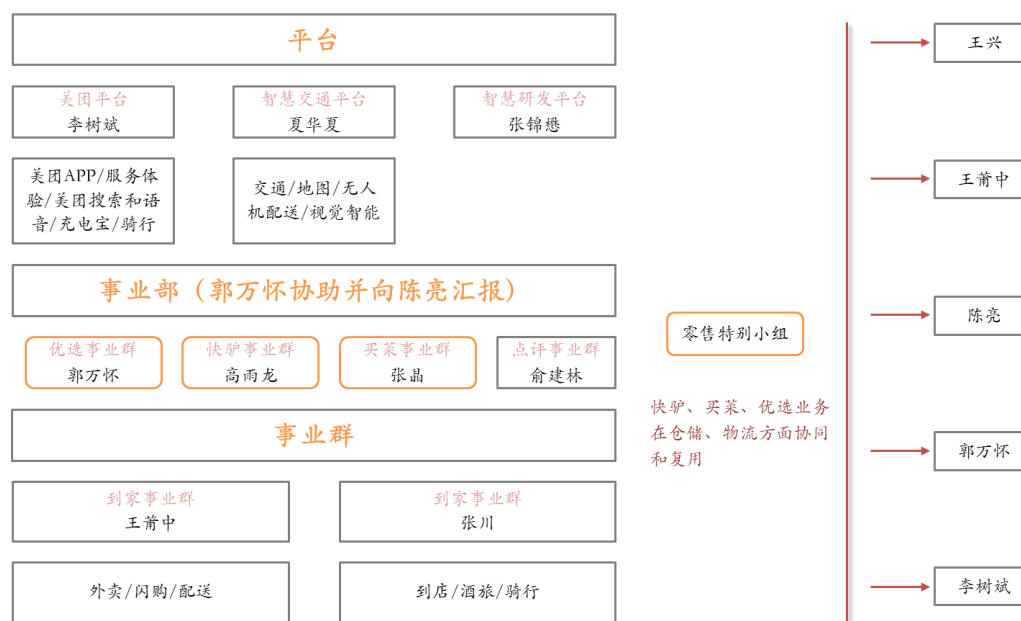 平台
美团平台
李树斌
智慧交通平台
夏华夏
智慧研发平台
张锦懋
美团APP/服务体
验/美团搜索和语
音/充电宝/骑行
交通/地图/无人
机配送/视觉智能
事业部（郭万怀协助并向陈亮汇报）
优选事业群
郭万怀
快驴事业群
高雨龙
买菜事业群
张晶
点评事业群
俞建林
事业群
到家事业群
王莆中
到家事业群
张川
外卖/闪购/配送
到店/酒旅/骑行
零售特别小组
快驴、买菜、优选业务
在仓储、物流方面协同
和复用
王兴
王莆中
陈亮
郭万怀
李树斌